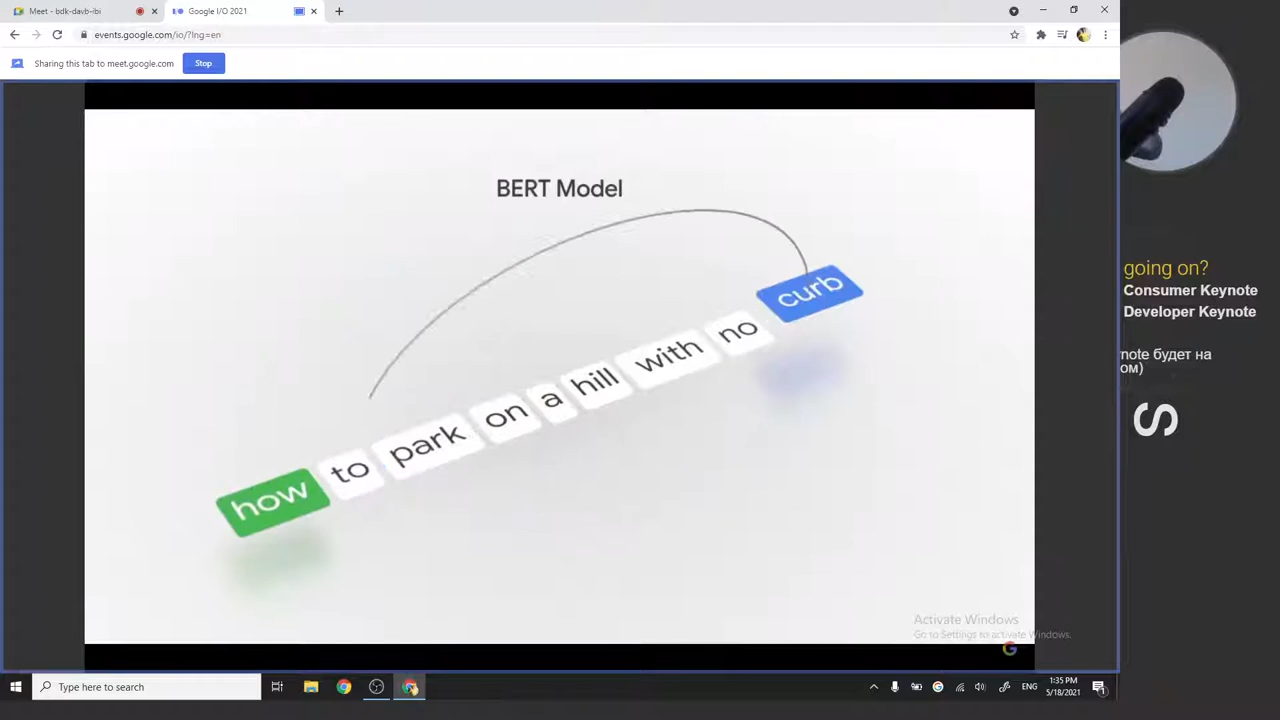 Meet - bdk-davb-ibi
Google I/O 2021
events.google.com/io/?lng=en
Sharing this tab to meet.google.com
Stop
BERT Model
how to park on a hill with no curb
Activate Windows
Go to Settings to activate Windows.
going on?
Consumer Keynote
Developer Keynote
note будет на
ом)
S
Type here to search
ENG
1:35 PM
5/18/2021